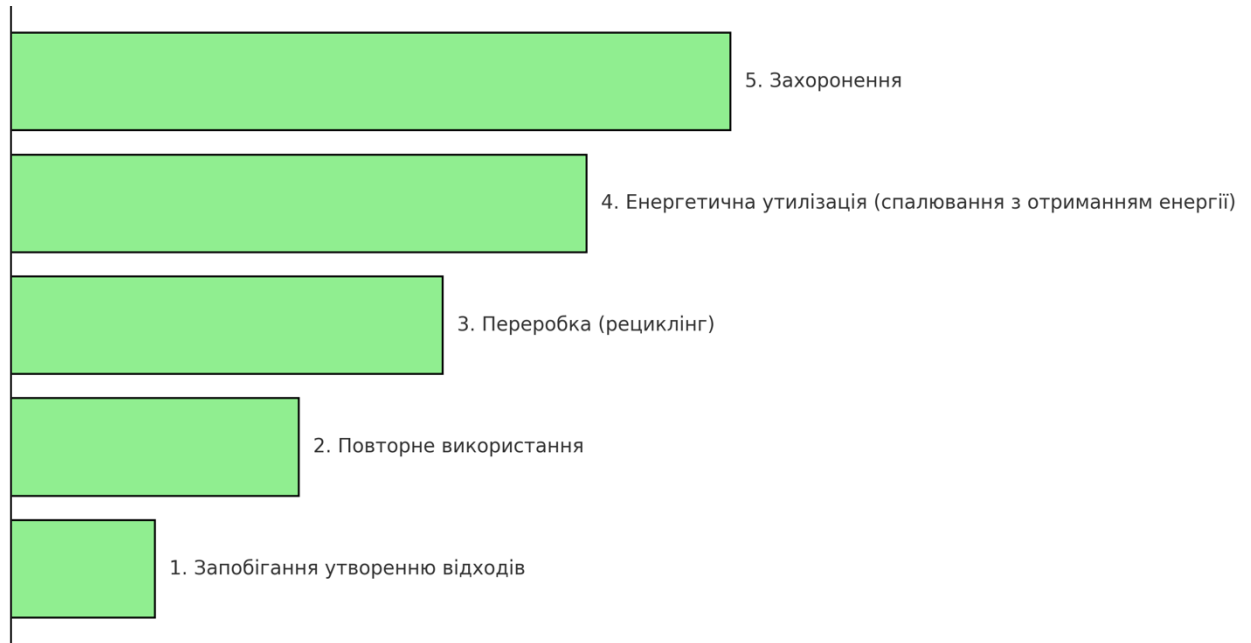 5. Захоронення
4. Енергетична утилізація (спалювання з отриманням енергії)
3. Переробка (рециклінг)
2. Повторне використання
1. Запобігання утворенню відходів